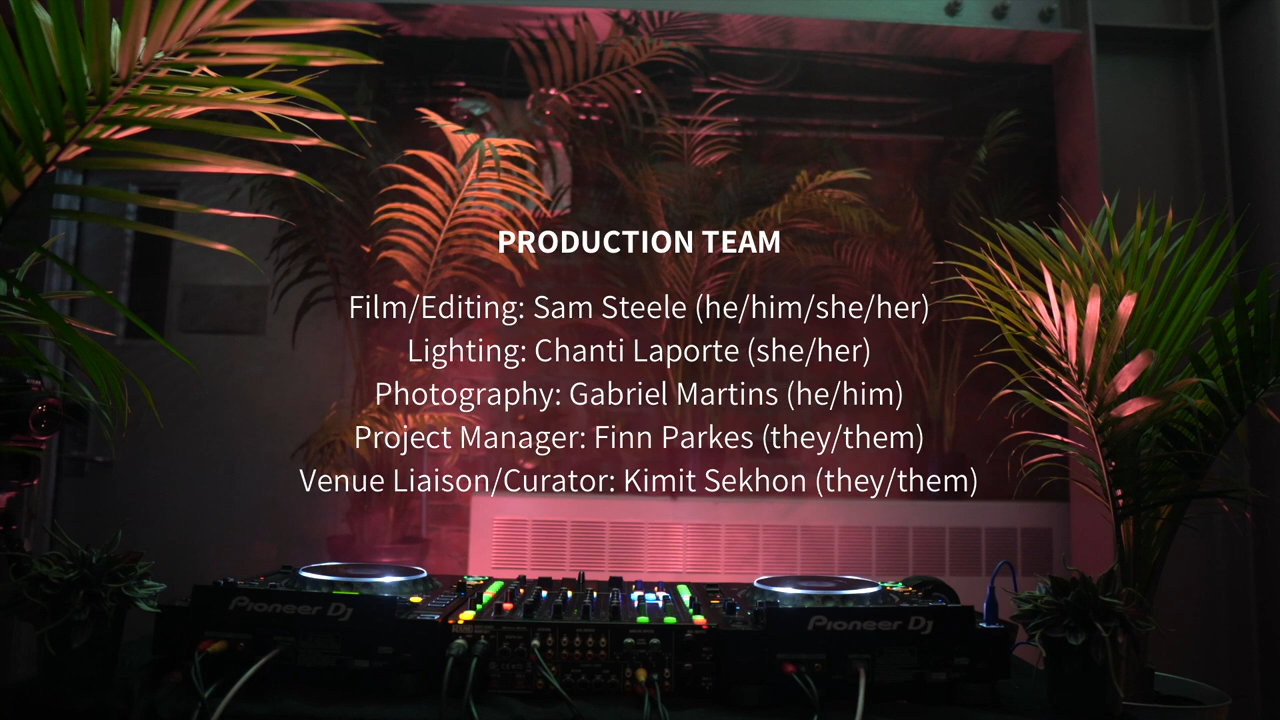 PRODUCTION TEAM
Film/Editing: Sam Steele (he/him/she/her)
Lighting: Chanti Laporte (she/her)
Photography: Gabriel Martins (he/him)
Project Manager: Finn Parkes (they/them)
Venue Liaison/Curator: Kimit Sekhon (they/them)
Pioneer Dj
Pioneer Dj